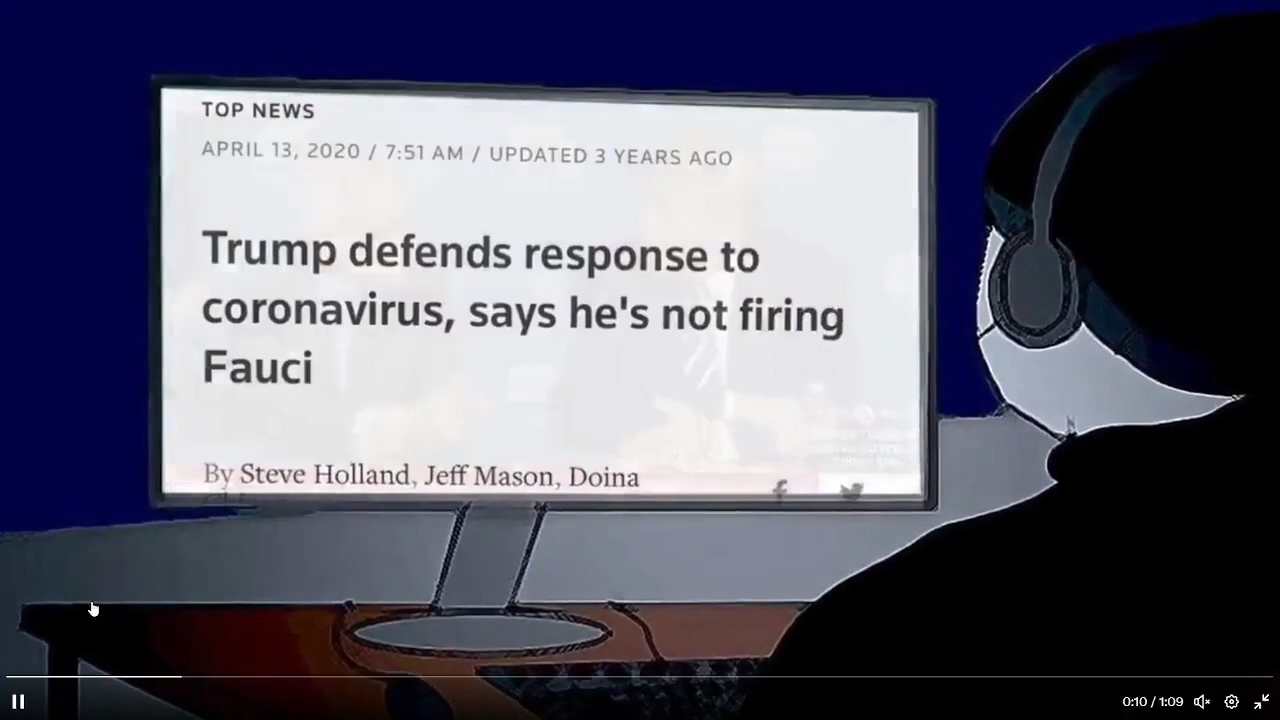 TOP NEWS
APRIL 13, 2020 / 7:51 AM / UPDATED 3 YEARS AGO
Trump defends response to
coronavirus, says he's not firing
Fauci
By Steve Holland, Jeff Mason, Doina
0:10 / 1:09